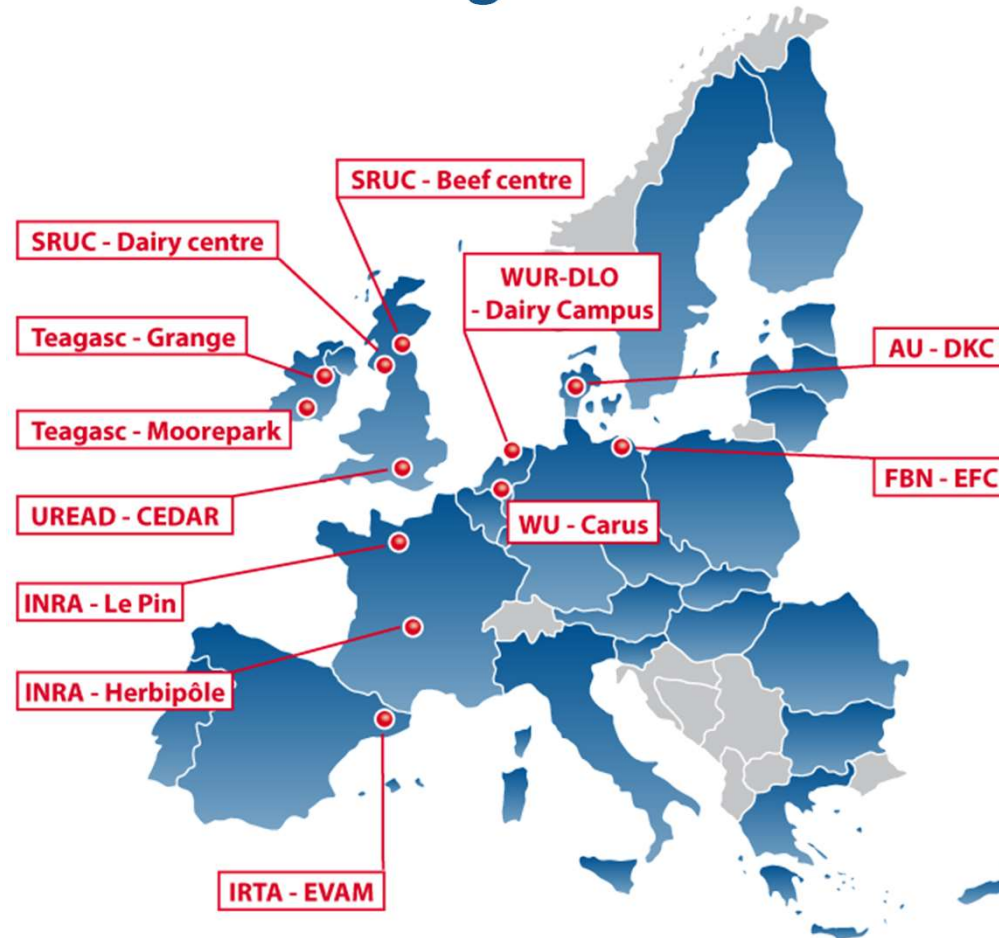 SRUC - Beef centre
SRUC - Dairy centre
WUR-DLO
- Dairy Campus
Teagasc - Grange
AU - DKC
Teagasc - Moorepark
FBN - EFC
UREAD - CEDAR
WU - Carus
INRA - Le Pin
INRA - Herbipôle
IRTA - EVAM